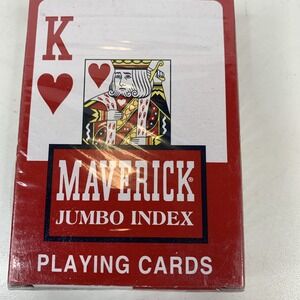 K
MAVERICK®
JUMBO INDEX
PLAYING CARDS